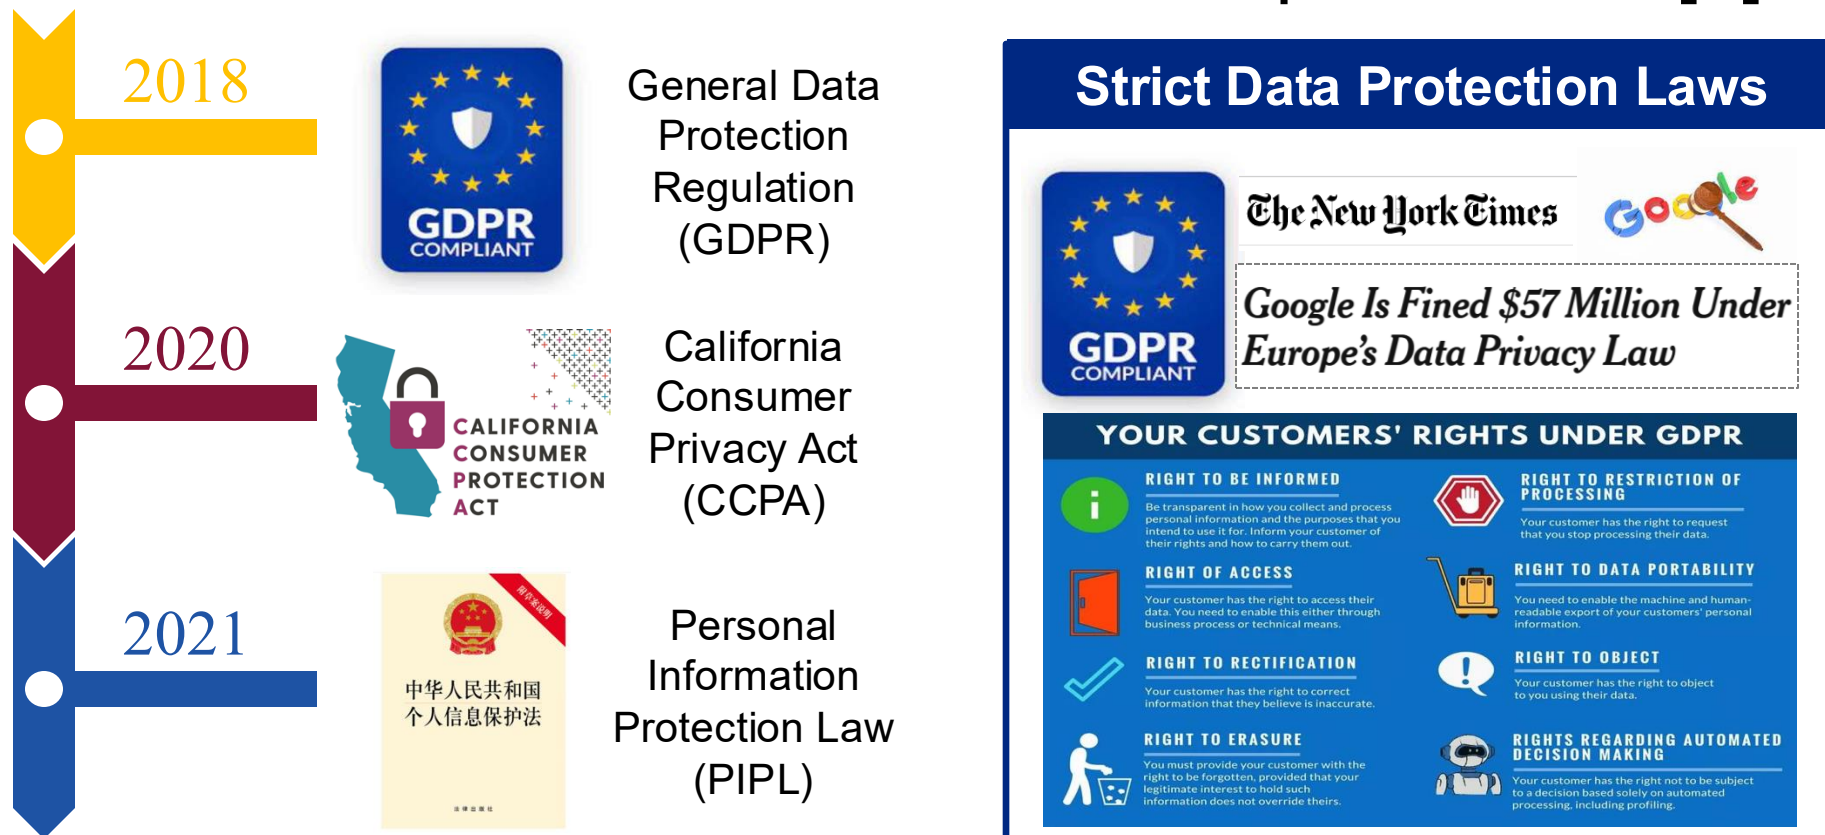 2018
GDPR
COMPLIANT
General Data
Protection
Regulation
(GDPR)
2020
CALIFORNIA
CONSUMER
PROTECTION
ACT
California
Consumer
Privacy Act
(CCPA)
2021
附草案说明
中华人民共和国
个人信息保护法
法律出版社
Personal
Information
Protection Law
(PIPL)
Strict Data Protection Laws
GDPR
COMPLIANT
The New York Times
Google
Google Is Fined $57 Million Under
Europe's Data Privacy Law
YOUR CUSTOMERS' RIGHTS UNDER GDPR
RIGHT TO BE INFORMED
Be transparent in how you collect and process
personal information and the purposes that you
intend to use it for. Inform your customer of
their rights and how to carry them out.
RIGHT OF ACCESS
Your customer has the right to access their
data. You need to enable this either through
business process or technical means.
RIGHT TO RECTIFICATION
Your customer has the right to correct
information that they believe is inaccurate.
RIGHT TO ERASURE
You must provide your customer with the
right to be forgotten, provided that your
legitimate interest to hold such
information does not override theirs.
RIGHT TO RESTRICTION OF
PROCESSING
Your customer has the right to request
that you stop processing their data.
RIGHT TO DATA PORTABILITY
You need to enable the machine and human-
readable export of your customers' personal
information.
RIGHT TO OBJECT
Your customer has the right to object
to you using their data.
RIGHTS REGARDING AUTOMATED
DECISION MAKING
Your customer has the right not to be subject
to a decision based solely on automated
processing, including profiling.